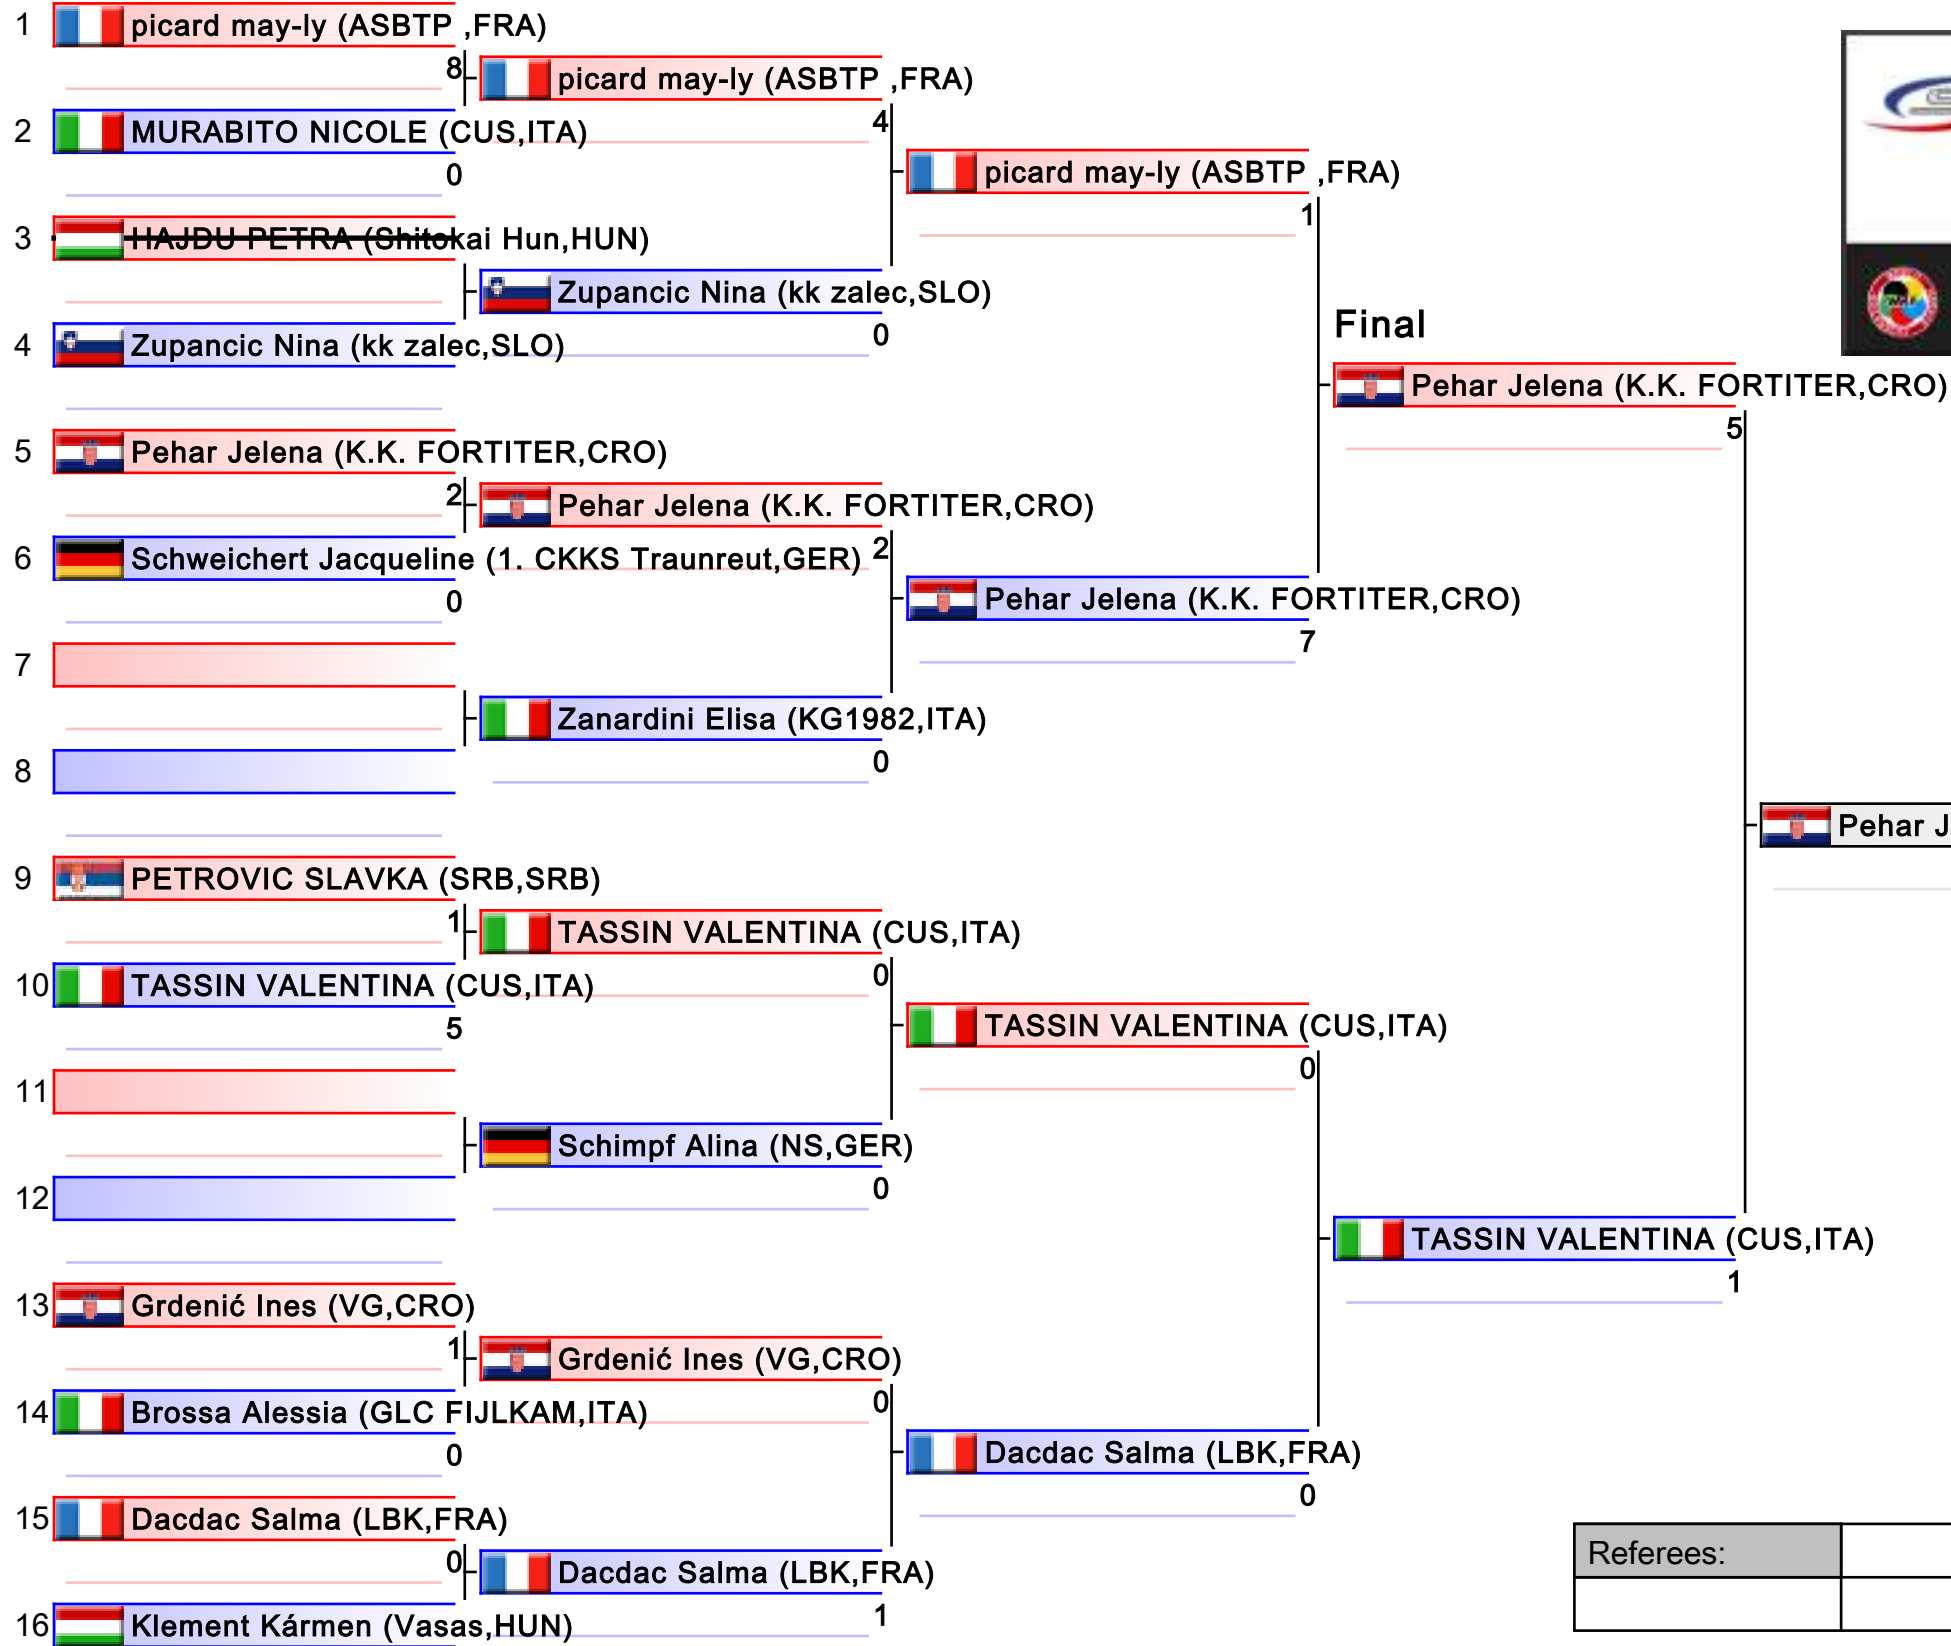 1 picard may-ly (ASBTP ,FRA)
8 picard may-ly (ASBTP ,FRA)
2 MURABITO NICOLE (CUS,ITA)
4
0
picard may-ly (ASBTP ,FRA)
1
3 HAJDU PETRA (Shitokai Hun,HUN)
Zupancic Nina (kk zalec,SLO)
0
4 Zupancic Nina (kk zalec,SLO)
Final
Pehar Jelena (K.K. FORTITER,CRO)
5
5 Pehar Jelena (K.K. FORTITER,CRO)
2 Pehar Jelena (K.K. FORTITER,CRO)
6 Schweichert Jacqueline (1. CKKS Traunreut,GER)
2
0
Pehar Jelena (K.K. FORTITER,CRO)
7
7
Zanardini Elisa (KG1982,ITA)
0
8
Pehar J
9 PETROVIC SLAVKA (SRB,SRB)
1 TASSIN VALENTINA (CUS,ITA)
0
10 TASSIN VALENTINA (CUS,ITA)
5
TASSIN VALENTINA (CUS,ITA)
0
11
Schimpf Alina (NS,GER)
0
12
TASSIN VALENTINA (CUS,ITA)
1
13 Grdenić Ines (VG,CRO)
1 Grdenić Ines (VG,CRO)
0
14 Brossa Alessia (GLC FIJLKAM,ITA)
0
Dacdac Salma (LBK,FRA)
0
15 Dacdac Salma (LBK,FRA)
0 Dacdac Salma (LBK,FRA)
1
16 Klement Kármen (Vasas,HUN)
Referees: